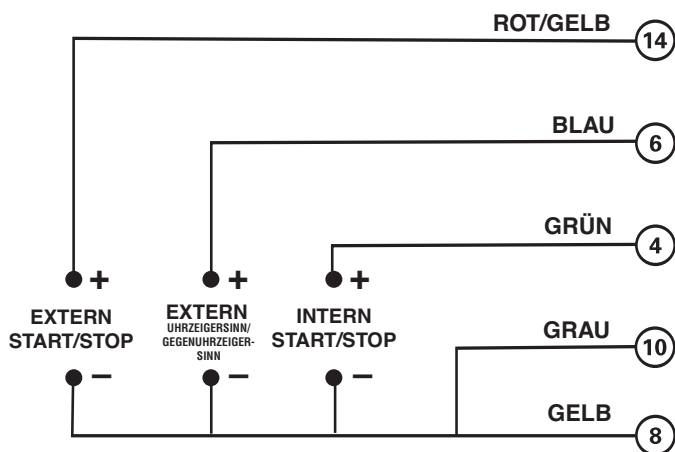 ROT/GELB
14
BLAU
6
GRÜN
4
+ + +
EXTERN
START/STOP
EXTERN
UHRZEIGERSINN/
GEGENUHRZEIGER-
SINN
INTERN
START/STOP
GRAU
10
− − −
GELB
8